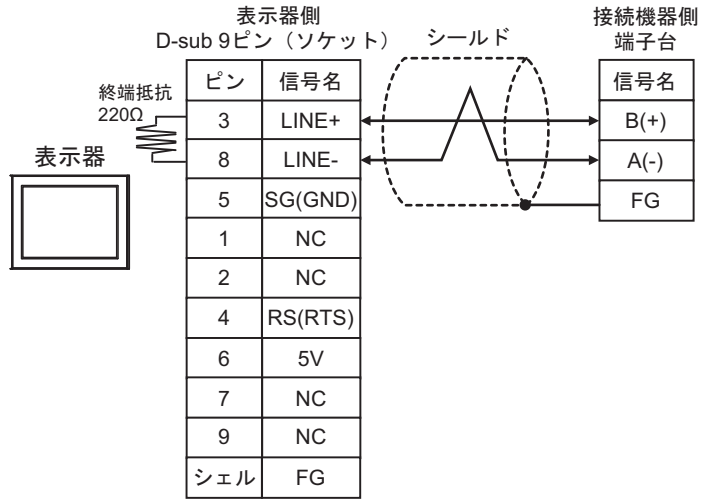 表示器側
D-sub 9ピン（ソケット）
シールド
接続機器側
端子台
終端抵抗
220Ω
表示器
ピン 信号名
3 LINE+
8 LINE-
5 SG(GND)
1 NC
2 NC
4 RS(RTS)
6 5V
7 NC
9 NC
シェル FG
信号名
B(+)
A(-)
FG